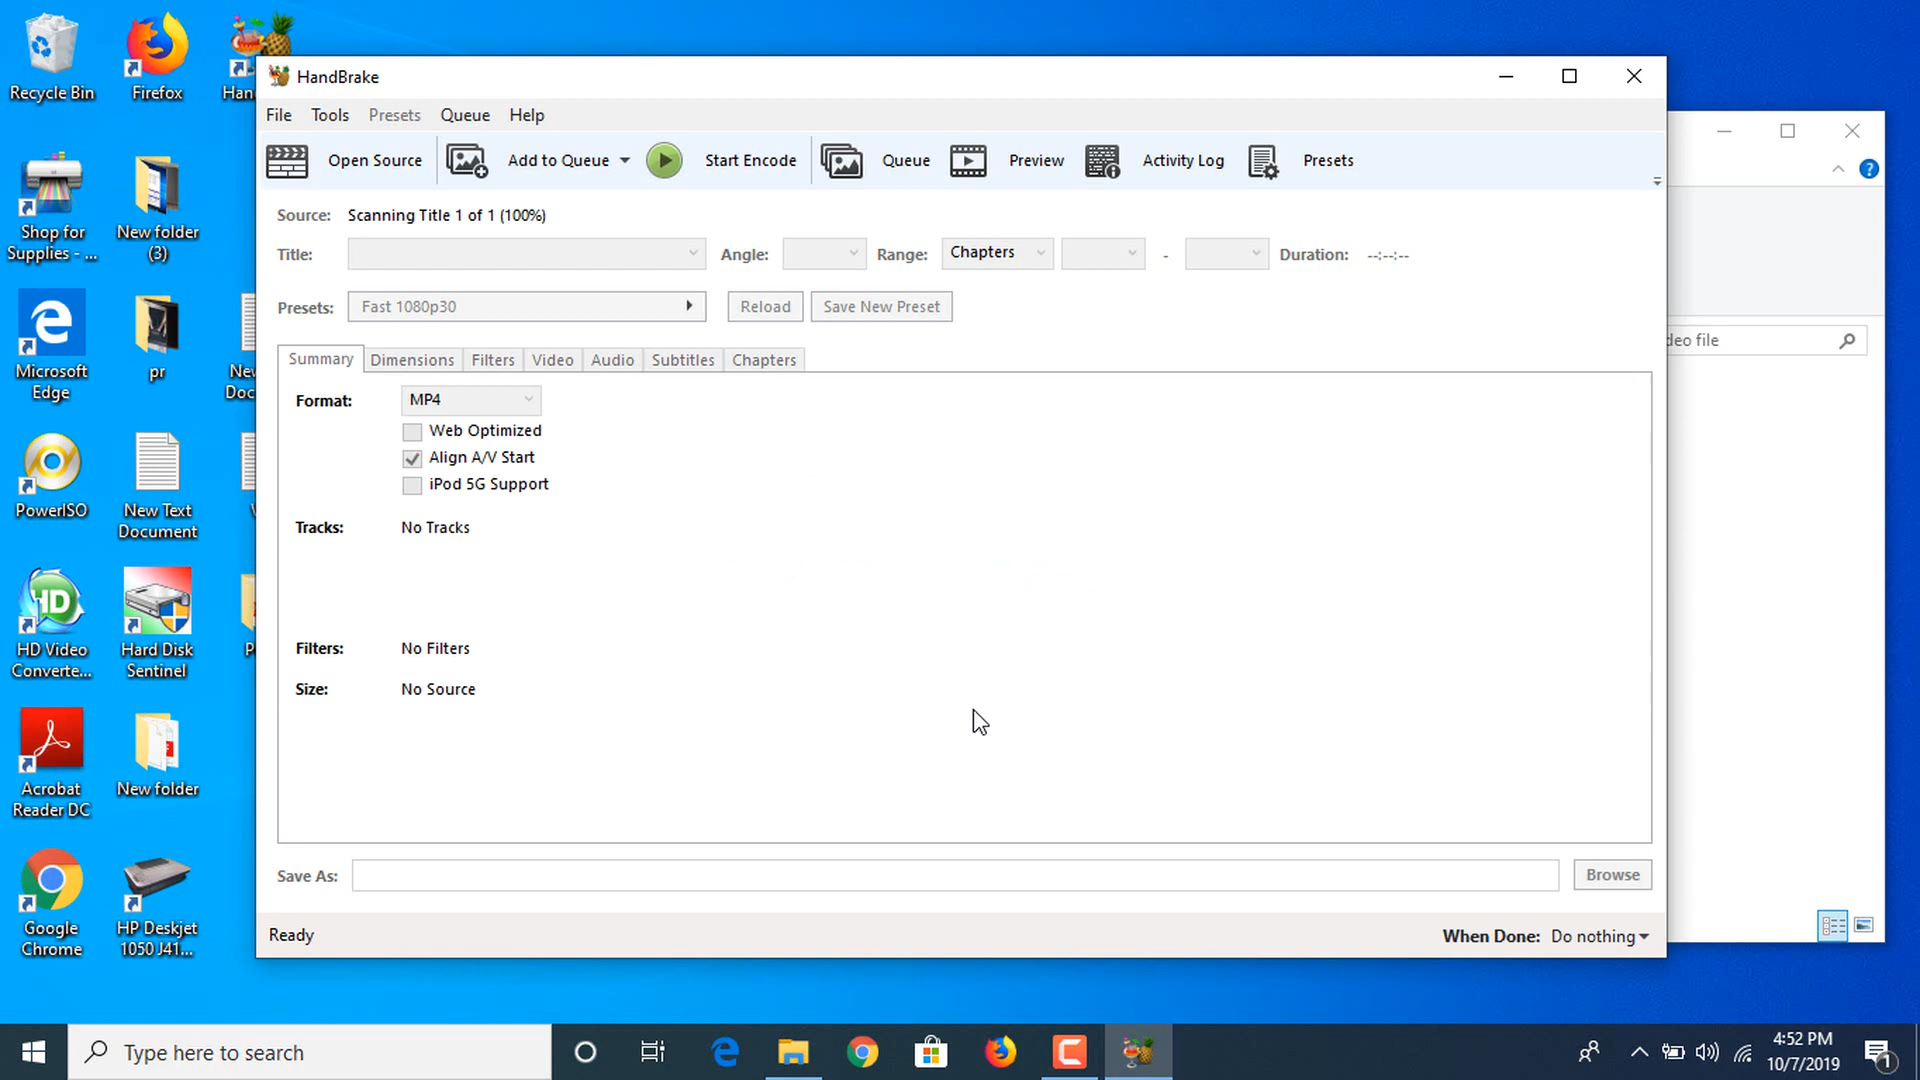 Recycle Bin
Firefox
Han
Shop for
Supplies - ...
New folder
(3)
Microsoft
Edge
pr
New
Doc
PowerISO
New Text
Document
HD Video
Converte...
Hard Disk
Sentinel
Acrobat
Reader DC
New folder
Google
Chrome
HP Deskjet
1050 J41...
HandBrake
File Tools Presets Queue Help
Open Source Add to Queue Start Encode Queue Preview Activity Log Presets
Source: Scanning Title 1 of 1 (100%)
Title: Angle: Range: Chapters - Duration: --:--:--
Presets: Fast 1080p30 Reload Save New Preset
Summary Dimensions Filters Video Audio Subtitles Chapters
Format: MP4
Web Optimized
Align A/V Start
iPod 5G Support
Tracks: No Tracks
Filters: No Filters
Size: No Source
Save As: Browse
Ready When Done: Do nothing
deo file
Type here to search
4:52 PM
10/7/2019
1